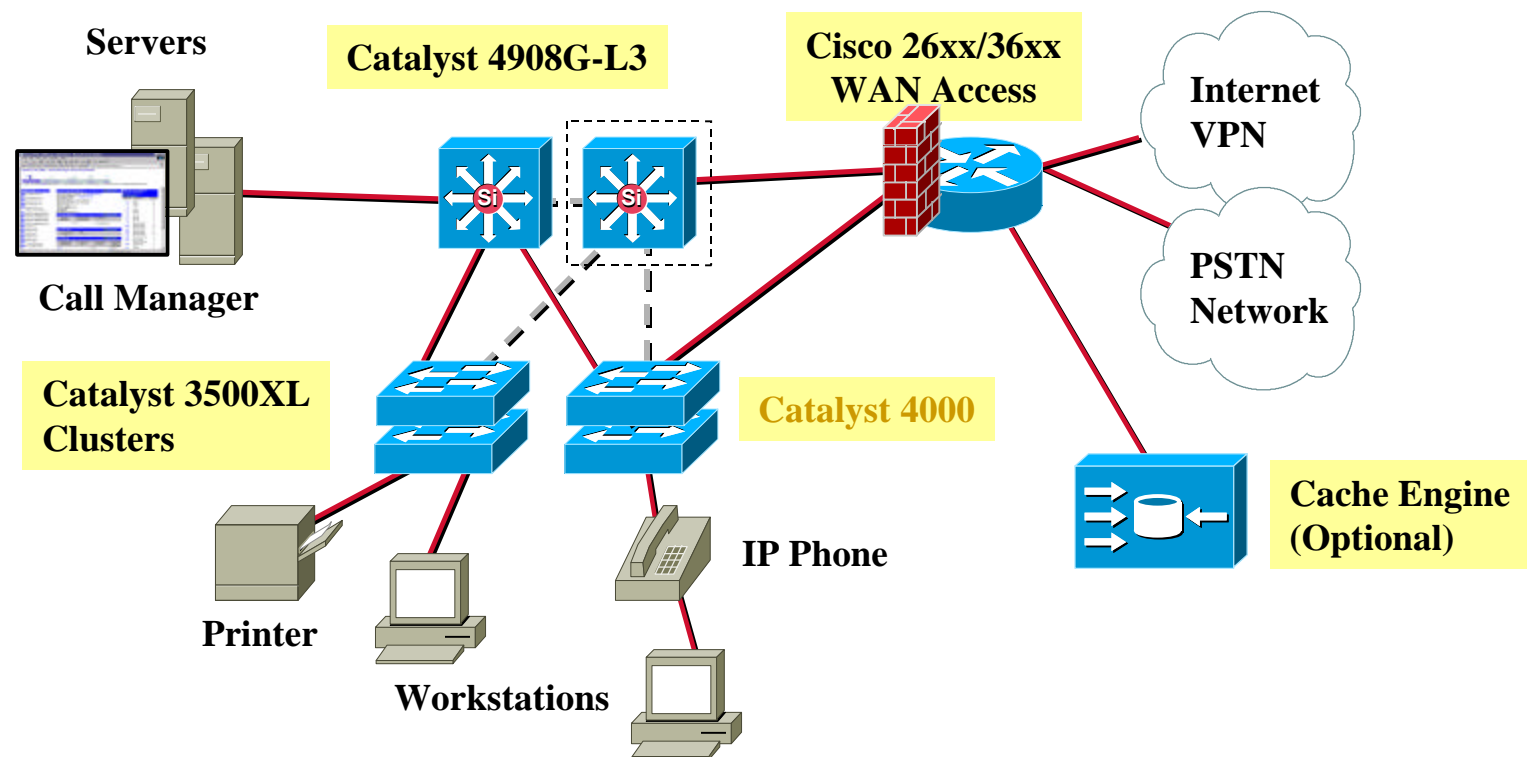 Servers
Catalyst 4908G-L3
Cisco 26xx/36xx
WAN Access
Internet
VPN
Si
Si
Call Manager
PSTN
Network
Catalyst 3500XL
Clusters
Catalyst 4000
Cache Engine
(Optional)
IP Phone
Printer
Workstations